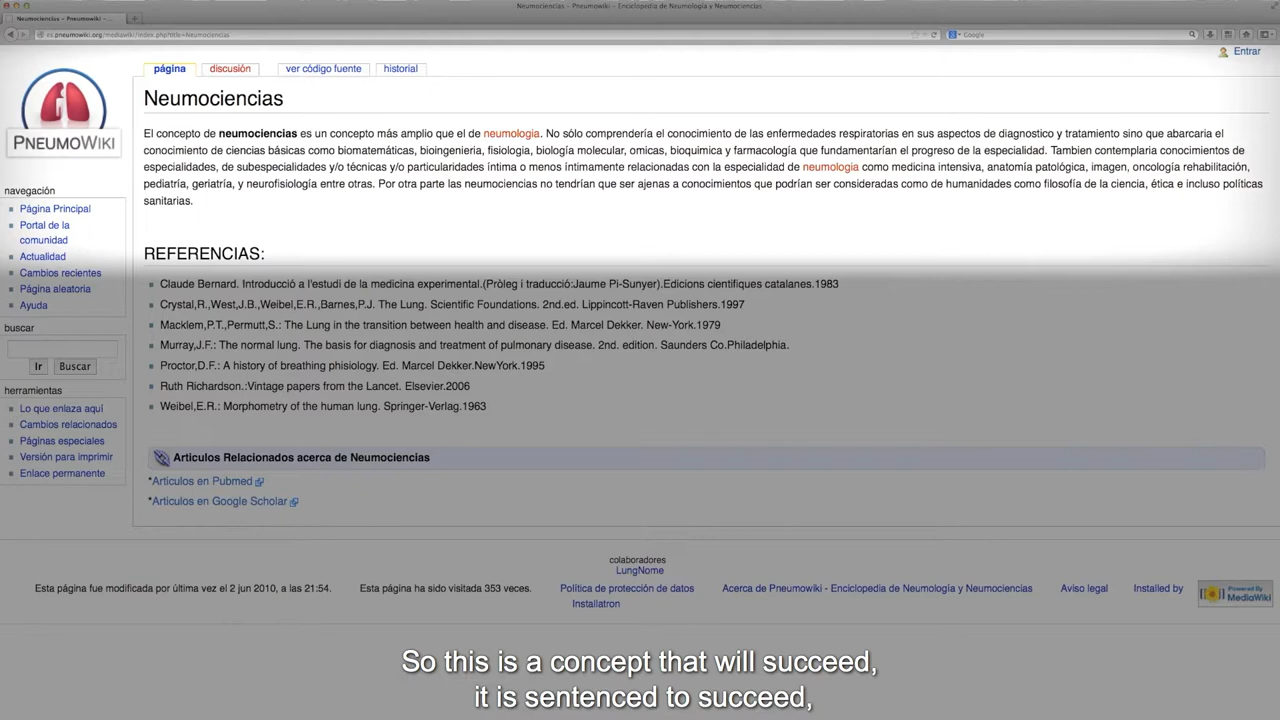 Neumociencias – Pneumowiki – Enciclopedia de Neumología y Neumociencias
Neumociencias – Pneumowiki – ...
es.pneumowiki.org/mediawiki/index.php?title=Neumociencias
Google
Entrar
PNEUMOWIKI
página
discusión
ver código fuente
historial
Neumociencias
El concepto de neumociencias es un concepto más amplio que el de neumologia. No sólo comprendería el conocimiento de las enfermedades respiratorias en sus aspectos de diagnostico y tratamiento sino que abarcaría el
conocimiento de ciencias básicas como biomatemáticas, bioingeniería, fisiologia, biología molecular, omicas, bioquimica y farmacología que fundamentarían el progreso de la especialidad. Tambien contemplaria conocimientos de
especialidades, de subespecialidades y/o técnicas y/o particularidades íntima o menos íntimamente relacionadas con la especialidad de neumologia como medicina intensiva, anatomía patológica, imagen, oncología rehabilitación,
pediatría, geriatría, y neurofisiología entre otras. Por otra parte las neumociencias no tendrían que ser ajenas a conocimientos que podrían ser consideradas como de humanidades como filosofía de la ciencia, ética e incluso políticas
sanitarias.
REFERENCIAS:
Claude Bernard. Introducció a l'estudi de la medicina experimental.(Pròleg i traducció:Jaume Pi-Sunyer).Edicions científiques catalanes.1983
Crystal,R.,West,J.B.,Weibel,E.R.,Barnes,P.J. The Lung. Scientific Foundations. 2nd.ed. Lippincott-Raven Publishers.1997
Macklem,P.T.,Permutt,S.: The Lung in the transition between health and disease. Ed. Marcel Dekker. New-York.1979
Murray,J.F.: The normal lung. The basis for diagnosis and treatment of pulmonary disease. 2nd. edition. Saunders Co.Philadelphia.
Proctor,D.F.: A history of breathing phisiology. Ed. Marcel Dekker.NewYork.1995
Ruth Richardson.:Vintage papers from the Lancet. Elsevier.2006
Weibel,E.R.: Morphometry of the human lung. Springer-Verlag.1963
Articulos Relacionados acerca de Neumociencias
*Articulos en Pubmed
*Articulos en Google Scholar
navegación
Página Principal
Portal de la
comunidad
Actualidad
Cambios recientes
Página aleatoria
Ayuda
buscar
Ir
Buscar
herramientas
Lo que enlaza aquí
Cambios relacionados
Páginas especiales
Versión para imprimir
Enlace permanente
colaboradores
LungNome
Esta página fue modificada por última vez el 2 jun 2010, a las 21:54.
Esta página ha sido visitada 353 veces.
Política de protección de datos
Acerca de Pneumowiki - Enciclopedia de Neumología y Neumociencias
Aviso legal
Installed by
Installatron
Powered By
MediaWiki
So this is a concept that will succeed,
it is sentenced to succeed,